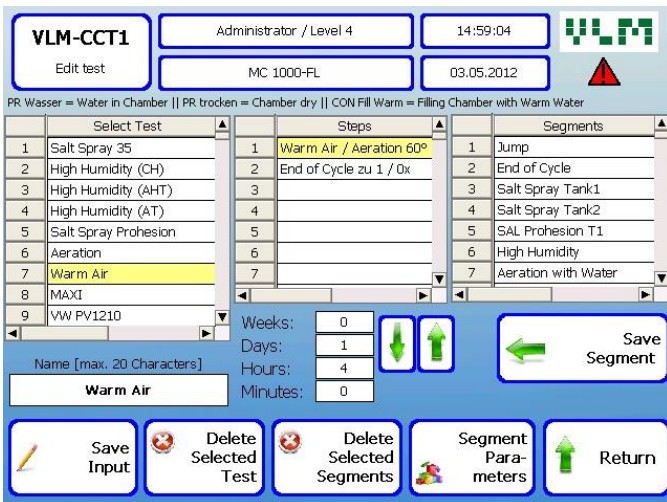 VLM-CCT1
Edit test
Administrator / Level 4
MC 1000-FL
14:59:04
03.05.2012
VLM
PR Wasser = Water in Chamber || PR trocken = Chamber dry || CON Fill Warm = Filling Chamber with Warm Water
Select Test
1 Salt Spray 35
2 High Humidity (CH)
3 High Humidity (AHT)
4 High Humidity (AT)
5 Salt Spray Prohesion
6 Aeration
7 Warm Air
8 MAXI
9 VW PV1210
Steps
1 Warm Air / Aeration 60º
2 End of Cycle zu 1 / 0x
3
4
5
6
7
Segments
1 Jump
2 End of Cycle
3 Salt Spray Tank1
4 Salt Spray Tank2
5 SAL Prohesion T1
6 High Humidity
7 Aeration with Water
Name [max. 20 Characters]
Warm Air
Weeks: 0
Days: 1
Hours: 4
Minutes: 0
Save
Segment
Save
Input
Delete
Selected
Test
Delete
Selected
Segments
Segment
Para-
meters
Return